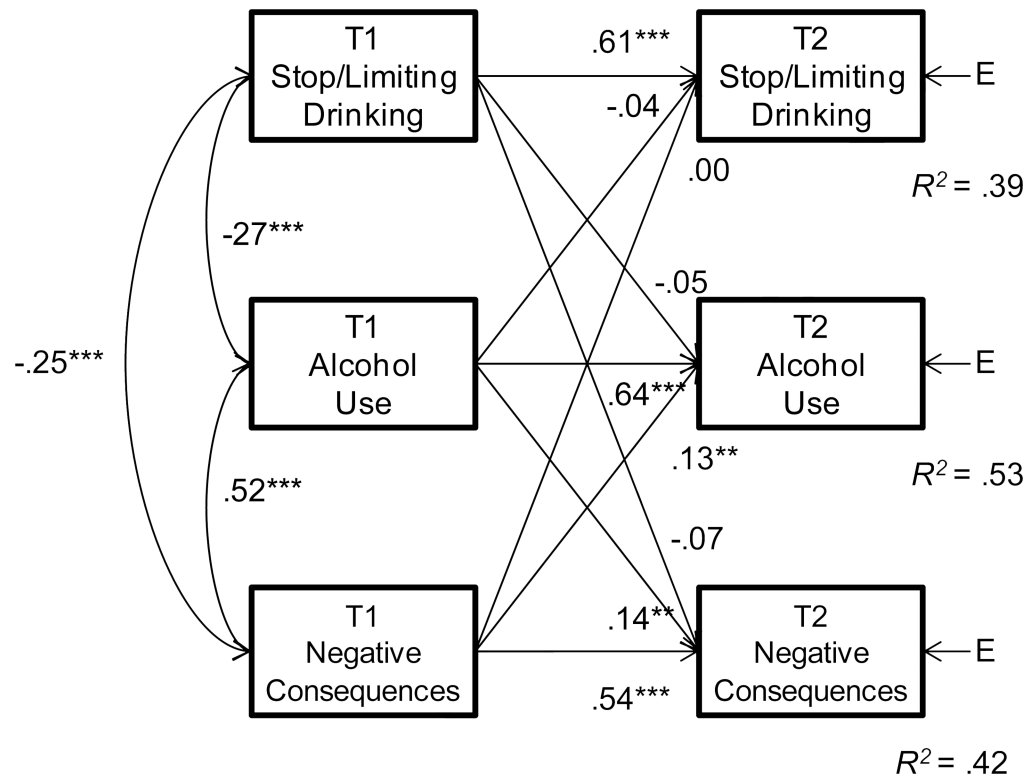 T1
Stop/Limiting
Drinking
.61***
T2
Stop/Limiting
Drinking
E
-.04
.00
R² = .39
-27***
-.05
-.25***
T1
Alcohol
Use
.64***
T2
Alcohol
Use
E
.13**
R² = .53
.52***
-.07
.14**
T1
Negative
Consequences
.54***
T2
Negative
Consequences
E
R² = .42